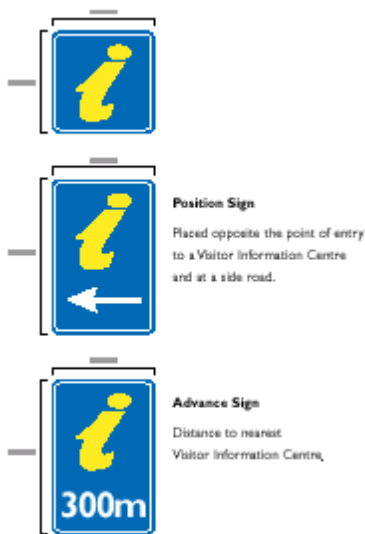 i
i
Position Sign
Placed opposite the point of entry
to a Visitor Information Centre
and at a side road.
i
300m
Advance Sign
Distance to nearest
Visitor Information Centre.